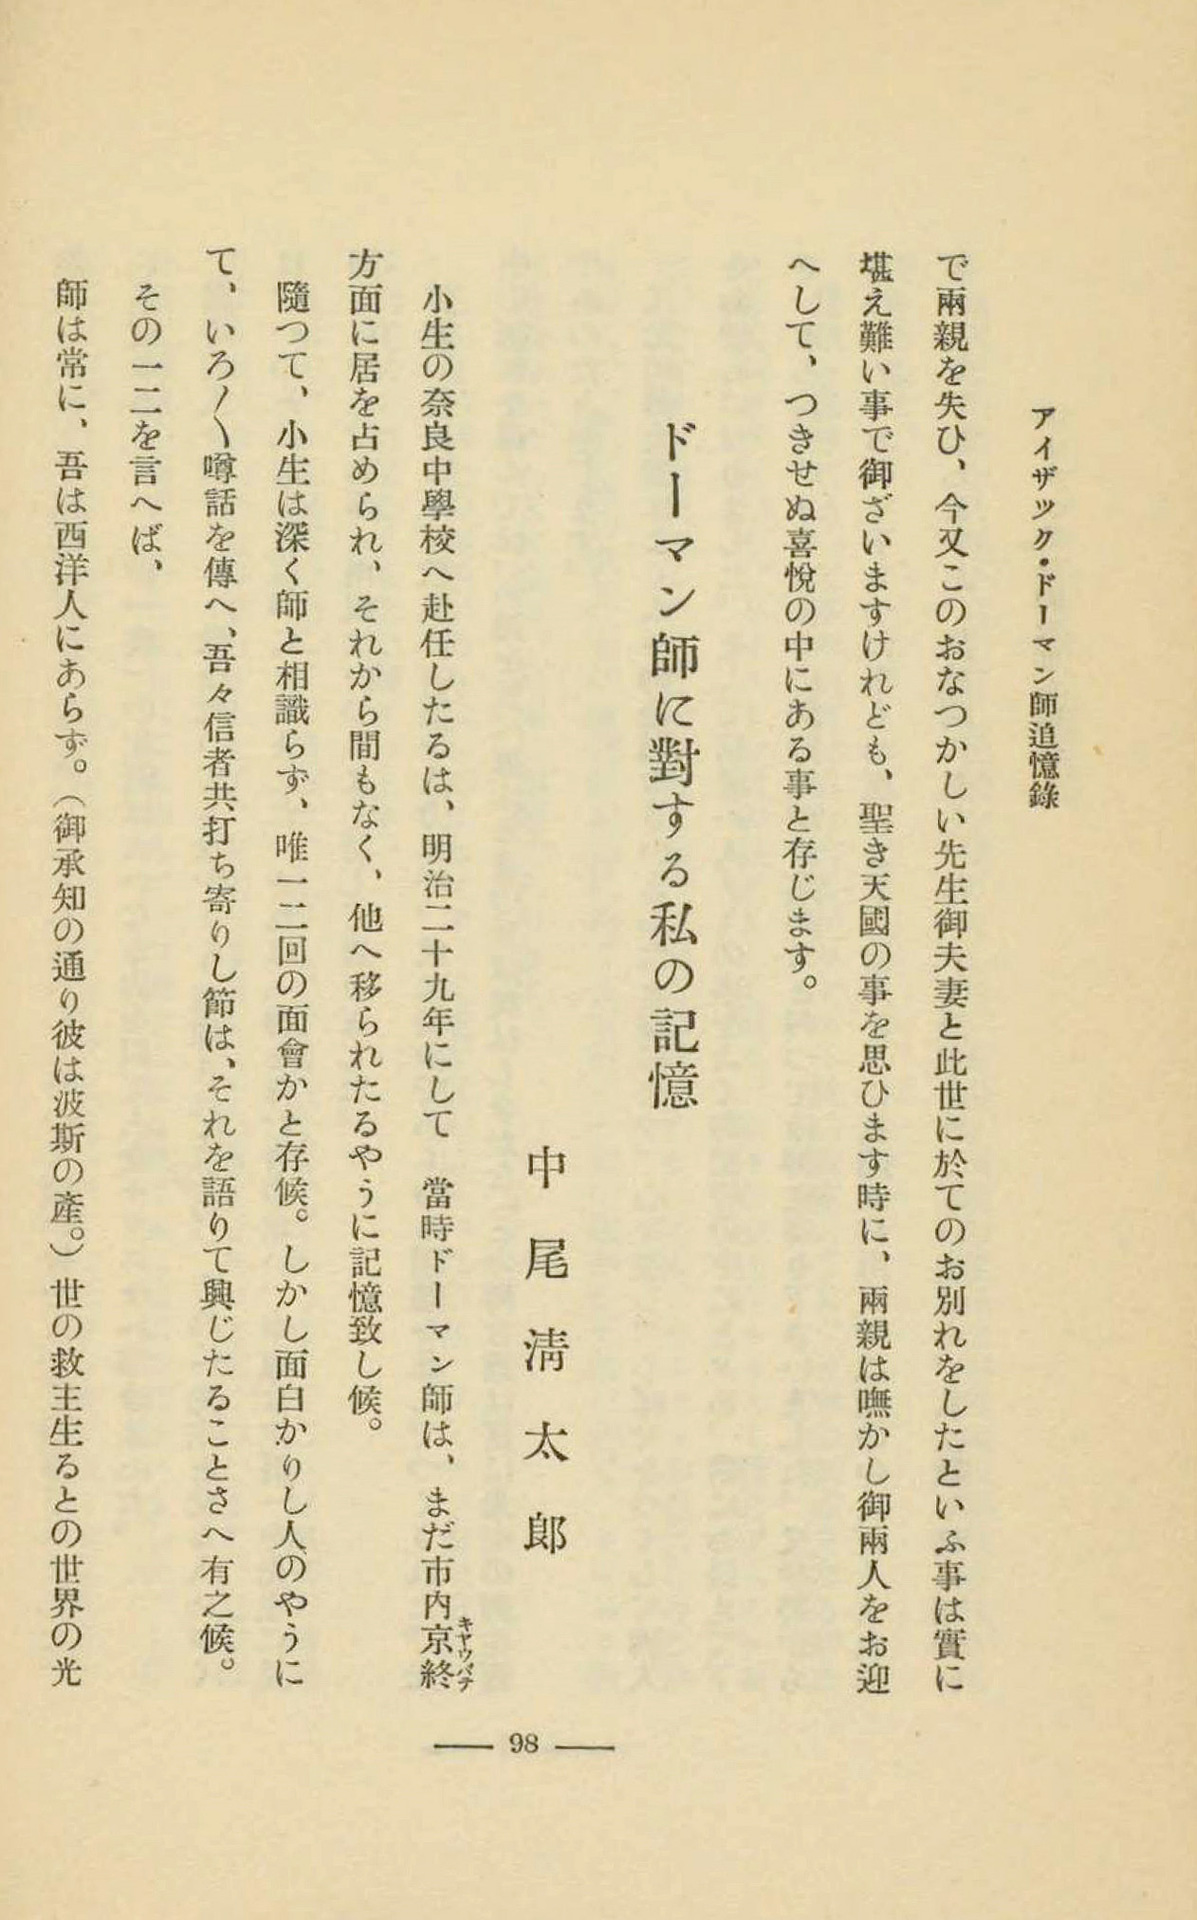 アイザック・ドーマン師追憶錄
で兩親を失ひ、今又このおなつかしい先生御夫妻と此世に於てのお別れをしたといふ事は實に
堪え難い事で御ざいますけれども、聖き天國の事を思ひます時に、兩親は嘸かし御兩人をお迎
へして、つきせぬ喜悅の中にある事と存じます。
ドーマン師に對する私の記憶
中尾淸太郎
小生の奈良中學校へ赴任したるは、明治二十九年にして 當時ドーマン師は、まだ市内京終
キヤウバテ
方面に居を占められ、それから間もなく、他へ移られたるやうに記憶致し候。
隨つて、小生は深く師と相識らず、唯一二回の面會かと存候。しかし面白かりし人のやうに
て、いろ〱噂話を傳へ、吾々信者共打ち寄りし節は、それを語りて興じたることさへ有之候。
その一二を言へば、
師は常に、吾は西洋人にあらず。（御承知の通り彼は波斯の產。）世の救主生るとの世界の光
98